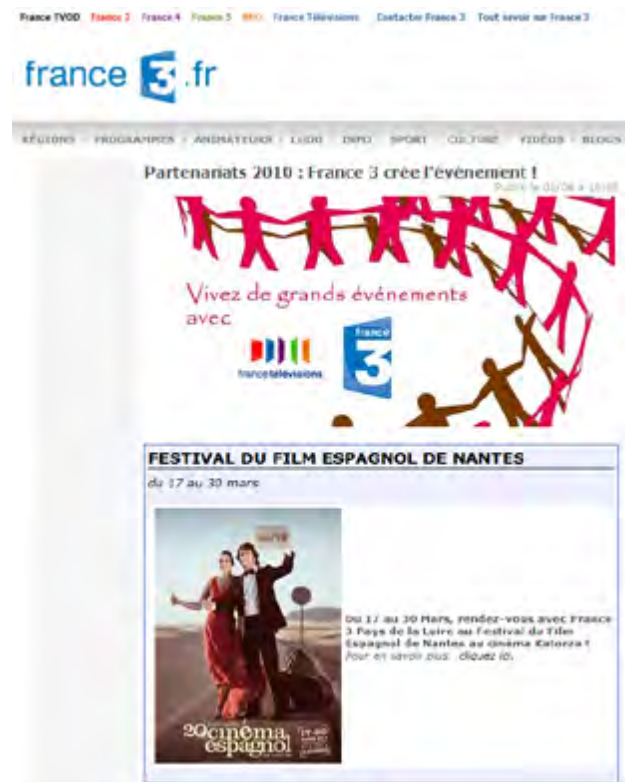 France TVOD France 2 France 4 France 5 RFO France Télévisions Contacter France 3 Tout savoir sur France 3
france 3 .fr
RÉGIONS PROGRAMMES ANIMATEURS LUDO INFO SPORT CULTURE VIDÉOS BLOGS
Partenariats 2010 : France 3 crée l'événement !
Publié le
Vivez de grands événements
avec
france
3
francetélévisions
FESTIVAL DU FILM ESPAGNOL DE NANTES
du 17 au 30 mars
20 cinéma
espagnol
Du 17 au 30 Mars, rendez-vous avec France
3 Pays de la Loire au Festival du Film
Espagnol de Nantes au cinéma Katorza !
Pour en savoir plus, cliquez ici.